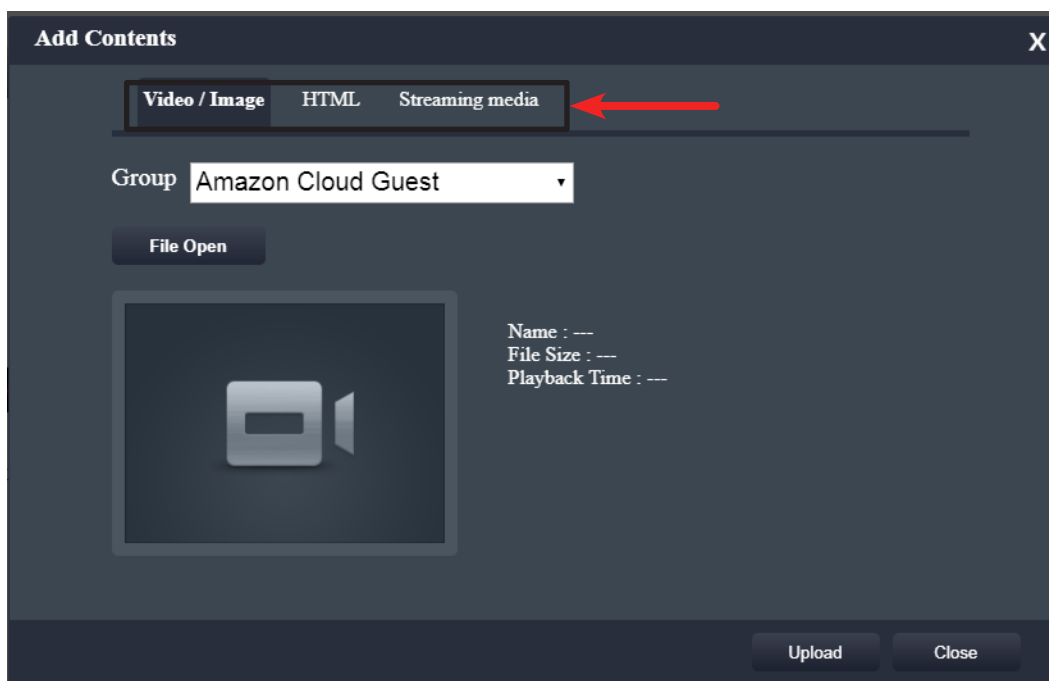 Add Contents
X
Video / Image HTML Streaming media
Group Amazon Cloud Guest
File Open
Name : ---
File Size : ---
Playback Time : ---
Upload Close